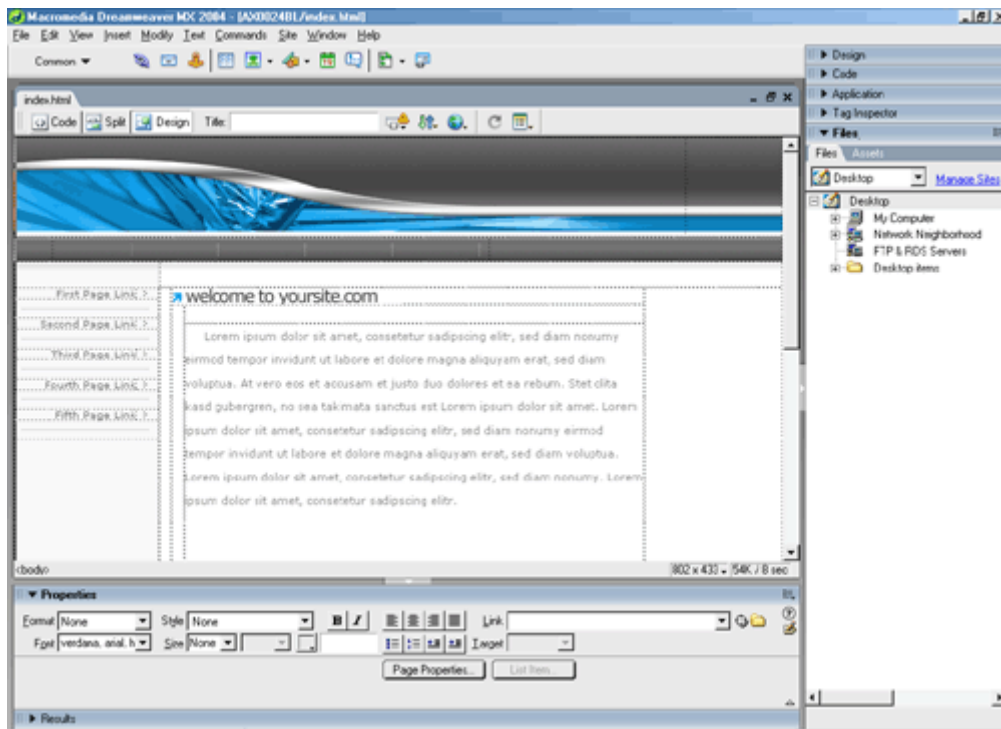 Macromedia Dreamweaver MX 2004 - [AX0024BL/index.html]
File Edit View Insert Modify Text Commands Site Window Help
Common
index.html
Code Split Design Title:
welcome to yoursite.com
First Page Link >
Second Page Link >
Third Page Link >
Fourth Page Link >
Fifth Page Link >
Lorem ipsum dolor sit amet, consetetur sadipscing elitr, sed diam nonumy
eirmod tempor invidunt ut labore et dolore magna aliquyam erat, sed diam
voluptua. At vero eos et accusam et justo duo dolores et ea rebum. Stet clita
kasd gubergren, no sea takimata sanctus est Lorem ipsum dolor sit amet. Lorem
ipsum dolor sit amet, consetetur sadipscing elitr, sed diam nonumy eirmod
tempor invidunt ut labore et dolore magna aliquyam erat, sed diam voluptua.
Lorem ipsum dolor sit amet, consetetur sadipscing elitr, sed diam nonumy. Lorem
ipsum dolor sit amet, consetetur sadipscing elitr.
<body>
802 x 433 54K / 8 sec
Properties
Format None Style None B I Link
Font verdana, arial, h Size None Target
Page Properties... List Item...
Results
Design
Code
Application
Tag Inspector
Files
Files Assets
Desktop Manage Sites
Desktop
My Computer
Network Neighborhood
FTP & RDS Servers
Desktop items